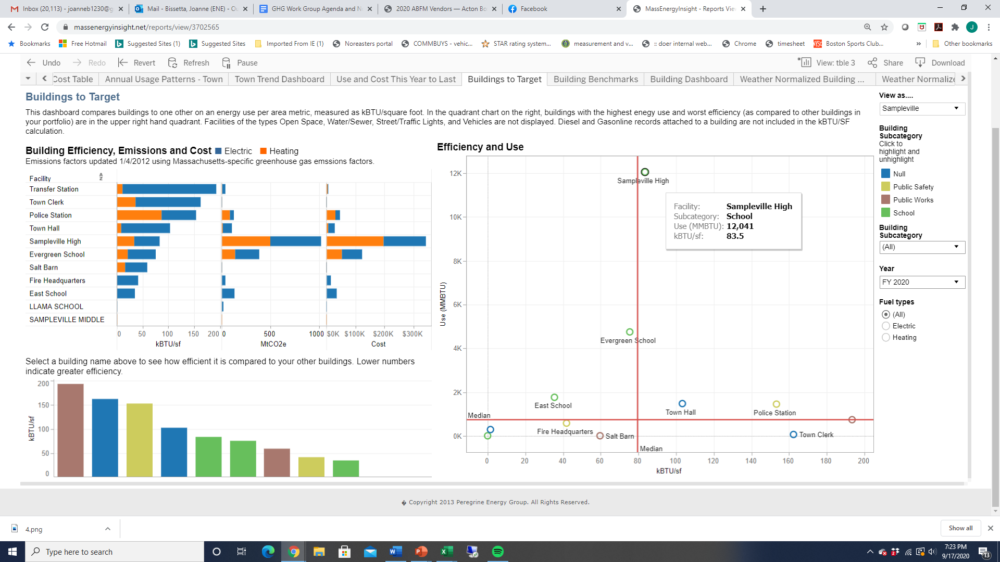 Inbox (20,113) - joanneb1230@g
Mail - Bissetta, Joanne (ENE) - Ou
GHG Work Group Agenda and N
2020 ABFM Vendors — Acton Bo
Facebook
MassEnergyInsight - Reports Vie
massenergyinsight.net/reports/view/3702565
J
Bookmarks
Free Hotmail
Suggested Sites (1)
Suggested Sites
Imported From IE (1)
Noreasters portal
COMMBUYS - vehic...
STAR rating system...
measurement and v...
:: doer internal web...
Chrome
timesheet
NYSC
Boston Sports Club...
»
Other bookmarks
Undo
Redo
Revert
Refresh
Pause
View: tble 3
Share
Download
Cost Table
Annual Usage Patterns - Town
Town Trend Dashboard
Use and Cost This Year to Last
Buildings to Target
Building Benchmarks
Building Dashboard
Weather Normalized Building ...
Weather Normalize
Buildings to Target
This dashboard compares buildings to one other on an energy use per area metric, measured as kBTU/square foot. In the quadrant chart on the right, buildings with the highest enegy use and worst efficiency (as compared to other buildings in
your portfolio) are in the upper right hand quadrant. Facilities of the types Open Space, Water/Sewer, Street/Traffic Lights, and Vehicles are not displayed. Diesel and Gasonline records attached to a building are not included in the kBTU/SF
calculation.
Building Efficiency, Emissions and Cost
Electric
Heating
Emissions factors updated 1/4/2012 using Massachusetts-specific greenhouse gas emssions factors.
Facility
A
Z
Transfer Station
Town Clerk
Police Station
Town Hall
Sampleville High
Evergreen School
Salt Barn
Fire Headquarters
East School
LLAMA SCHOOL
SAMPLEVILLE MIDDLE
0 50 100 150 200
0 500 1000
$0K $100K $200K $300K
kBTU/sf
MtCO2e
Cost
Select a building name above to see how efficient it is compared to your other buildings. Lower numbers
indicate greater efficiency.
200
150
100
50
0
kBTU/sf
Efficiency and Use
12K
10K
8K
6K
4K
2K
0K
Use (MMBTU)
Sampleville High
Facility: Sampleville High
Subcategory: School
Use (MMBTU): 12,041
kBTU/sf: 83.5
Evergreen School
East School
Town Hall
Police Station
Median
Fire Headquarters
Salt Barn
Town Clerk
Median
0 20 40 60 80 100 120 140 160 180 200
kBTU/sf
View as....
Sampleville
Building
Subcategory
Click to
highlight and
unhighlight
Null
Public Safety
Public Works
School
Building
Subcategory
(All)
Year
FY 2020
Fuel types
(All)
Electric
Heating
� Copyright 2013 Peregrine Energy Group. All Rights Reserved.
4.png
Show all
Type here to search
7:23 PM
9/17/2020
13